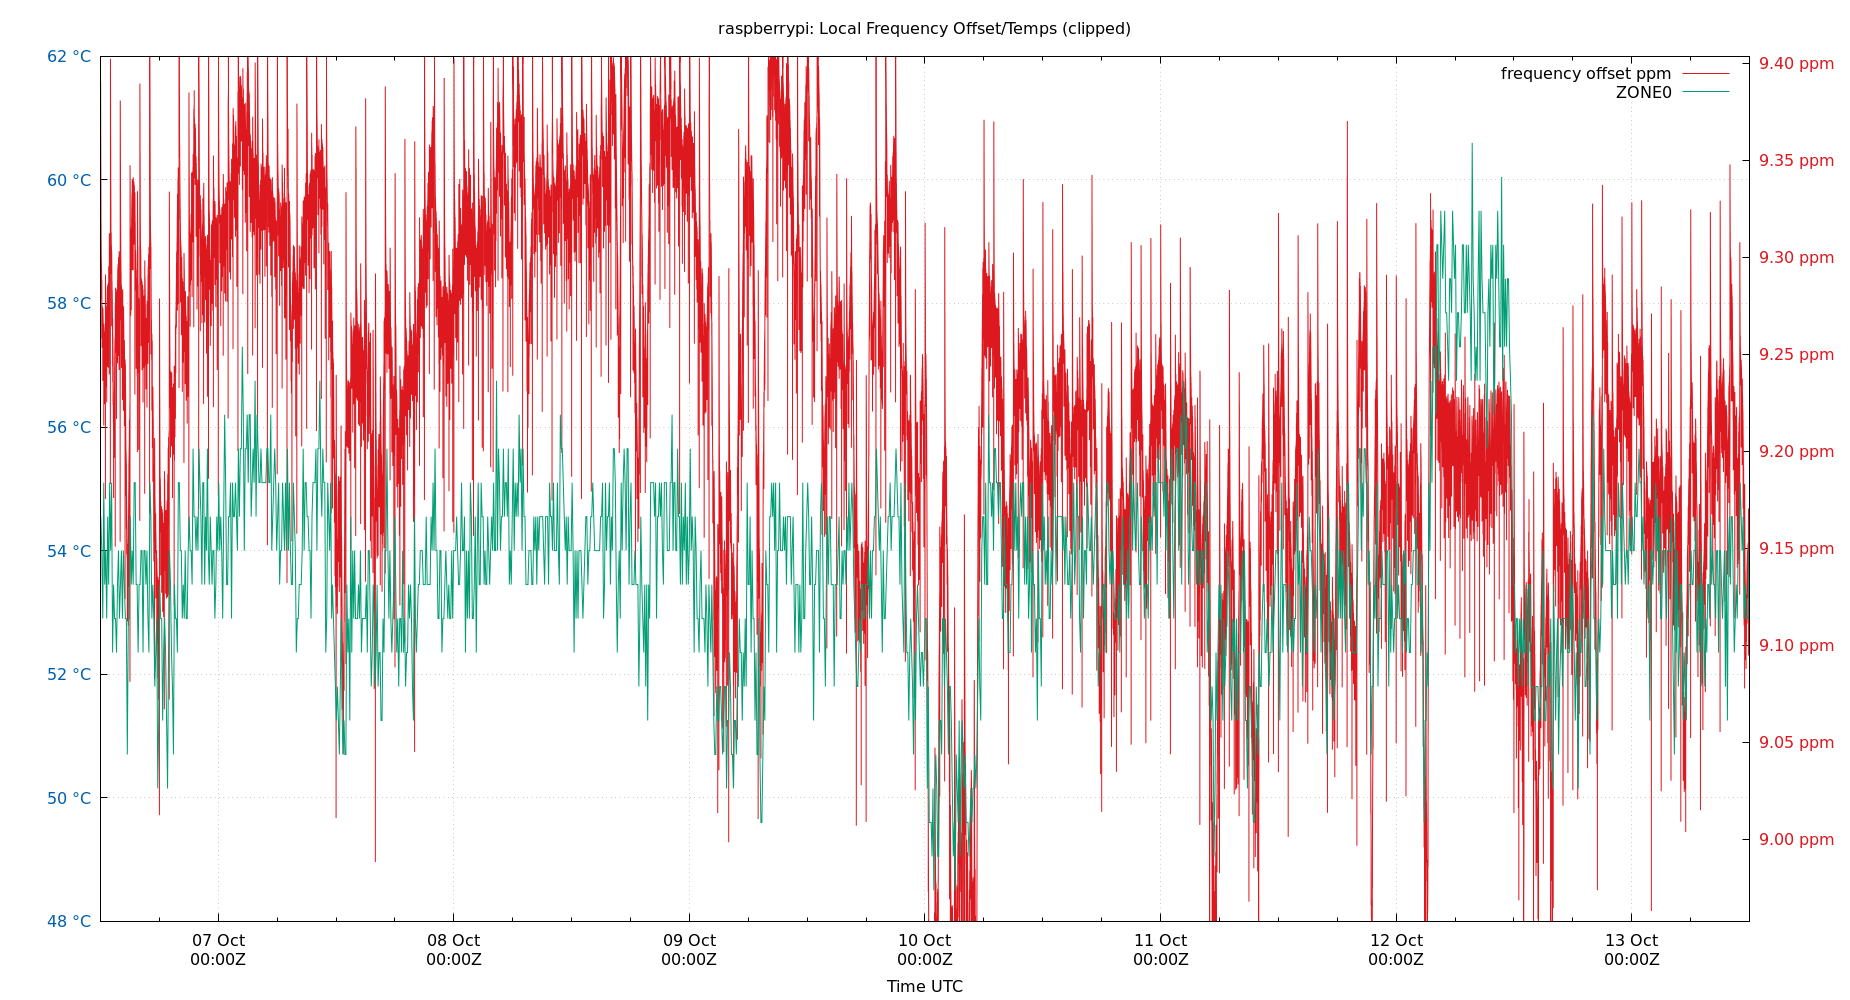 raspberrypi: Local Frequency Offset/Temps (clipped)
62 °C
60 °C
58 °C
56 °C
54 °C
52 °C
50 °C
48 °C
frequency offset ppm
ZONE0
9.40 ppm
9.35 ppm
9.30 ppm
9.25 ppm
9.20 ppm
9.15 ppm
9.10 ppm
9.05 ppm
9.00 ppm
07 Oct 08 Oct 09 Oct 10 Oct 11 Oct 12 Oct 13 Oct
00:00Z 00:00Z 00:00Z 00:00Z 00:00Z 00:00Z 00:00Z
Time UTC